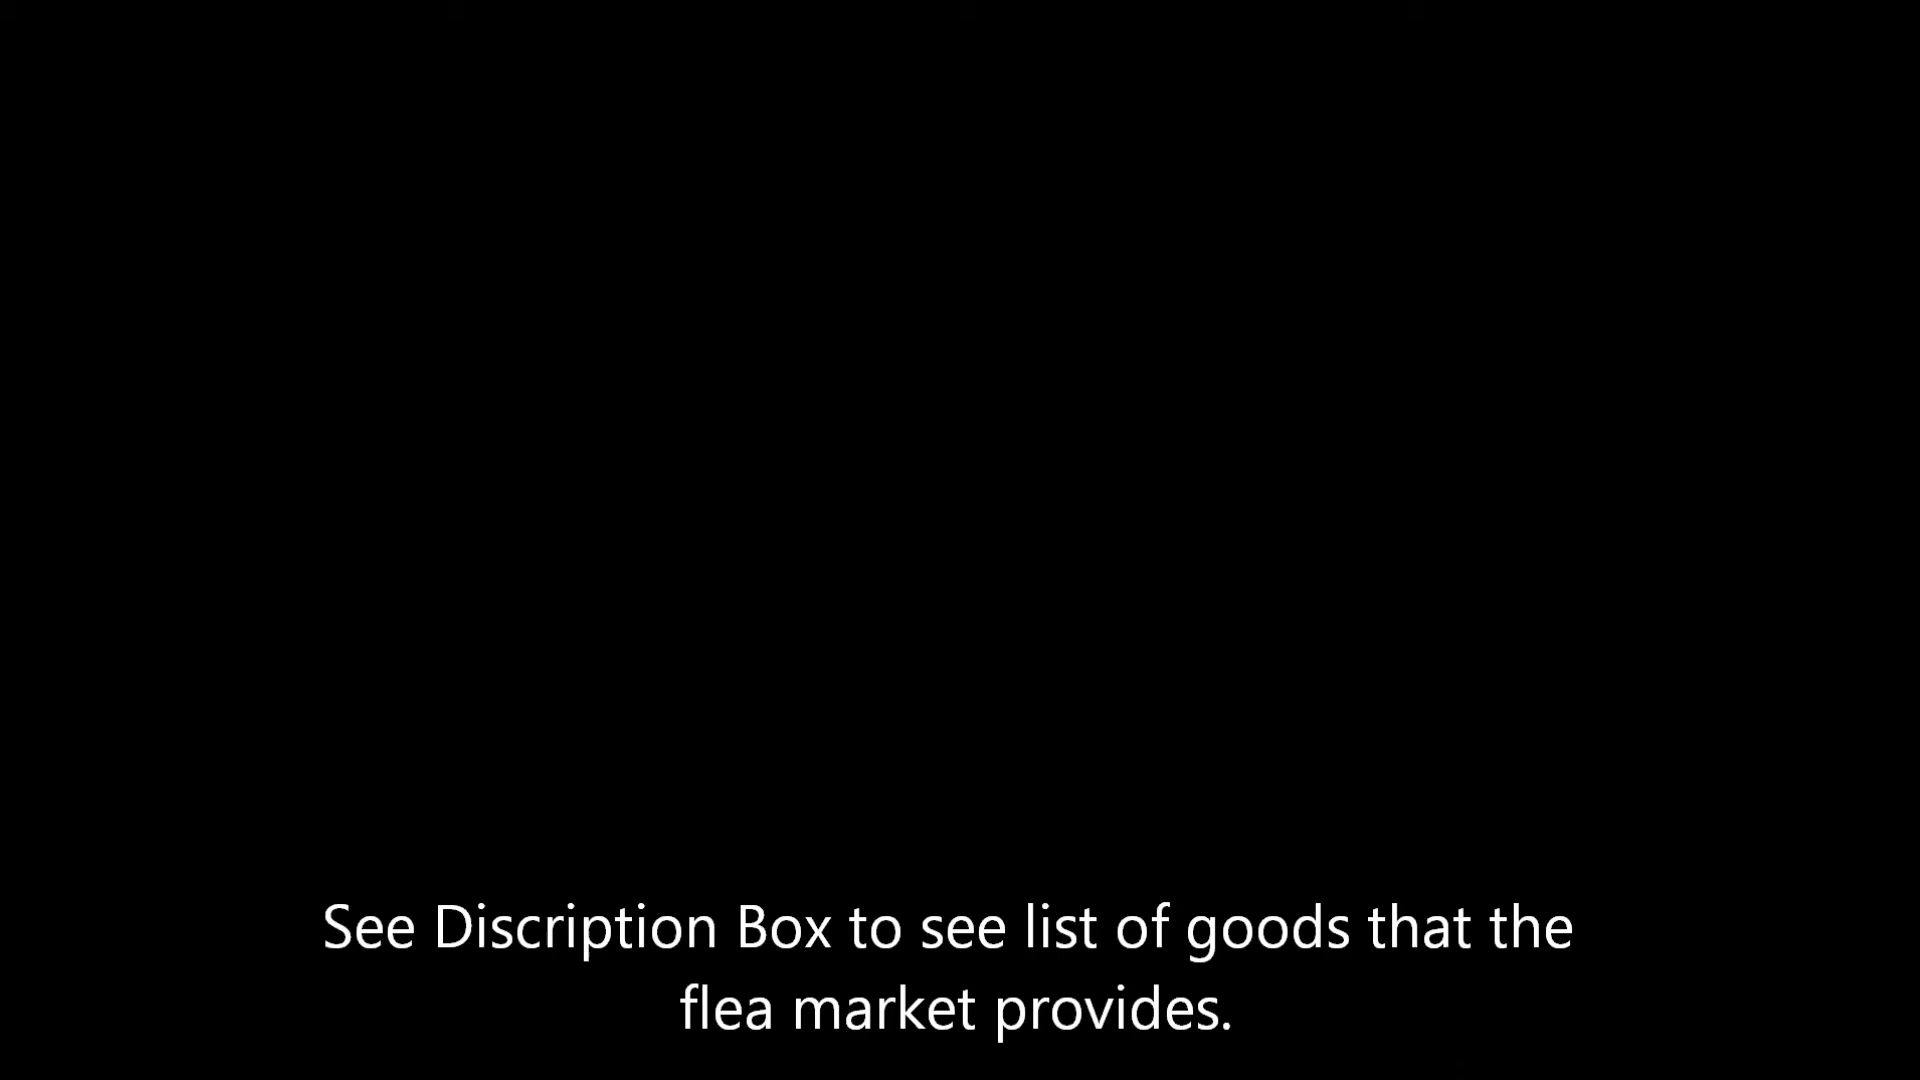 See Discription Box to see list of goods that the
flea market provides.